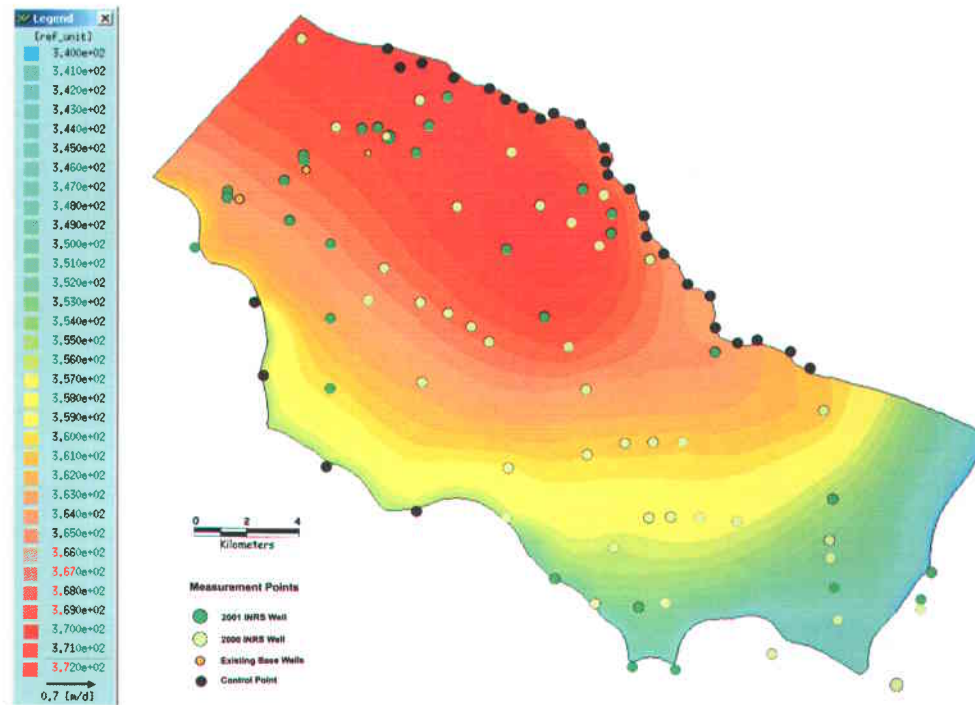 Legend
[ref_unit]
3.400e+02
3.410e+02
3.420e+02
3.430e+02
3.440e+02
3.450e+02
3.460e+02
3.470e+02
3.480e+02
3.490e+02
3.500e+02
3.510e+02
3.520e+02
3.530e+02
3.540e+02
3.550e+02
3.560e+02
3.570e+02
3.580e+02
3.590e+02
3.600e+02
3.610e+02
3.620e+02
3.630e+02
3.640e+02
3.650e+02
3.660e+02
3.670e+02
3.680e+02
3.690e+02
3.700e+02
3.710e+02
3.720e+02
0.7 [m/d]
0 2 4
Kilometers
Measurement Points
2001 INRS Well
2000 INRS Well
Existing Base Wells
Control Point